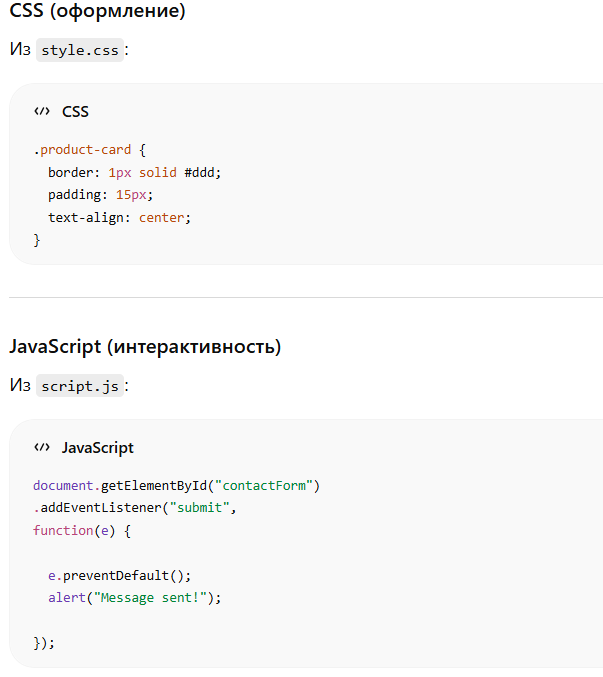 CSS (оформление)
Из style.css:
</> CSS
.product-card {
  border: 1px solid #ddd;
  padding: 15px;
  text-align: center;
}
JavaScript (интерактивность)
Из script.js:
</> JavaScript
document.getElementById("contactForm")
.addEventListener("submit",
function(e) {
  e.preventDefault();
  alert("Message sent!");
});